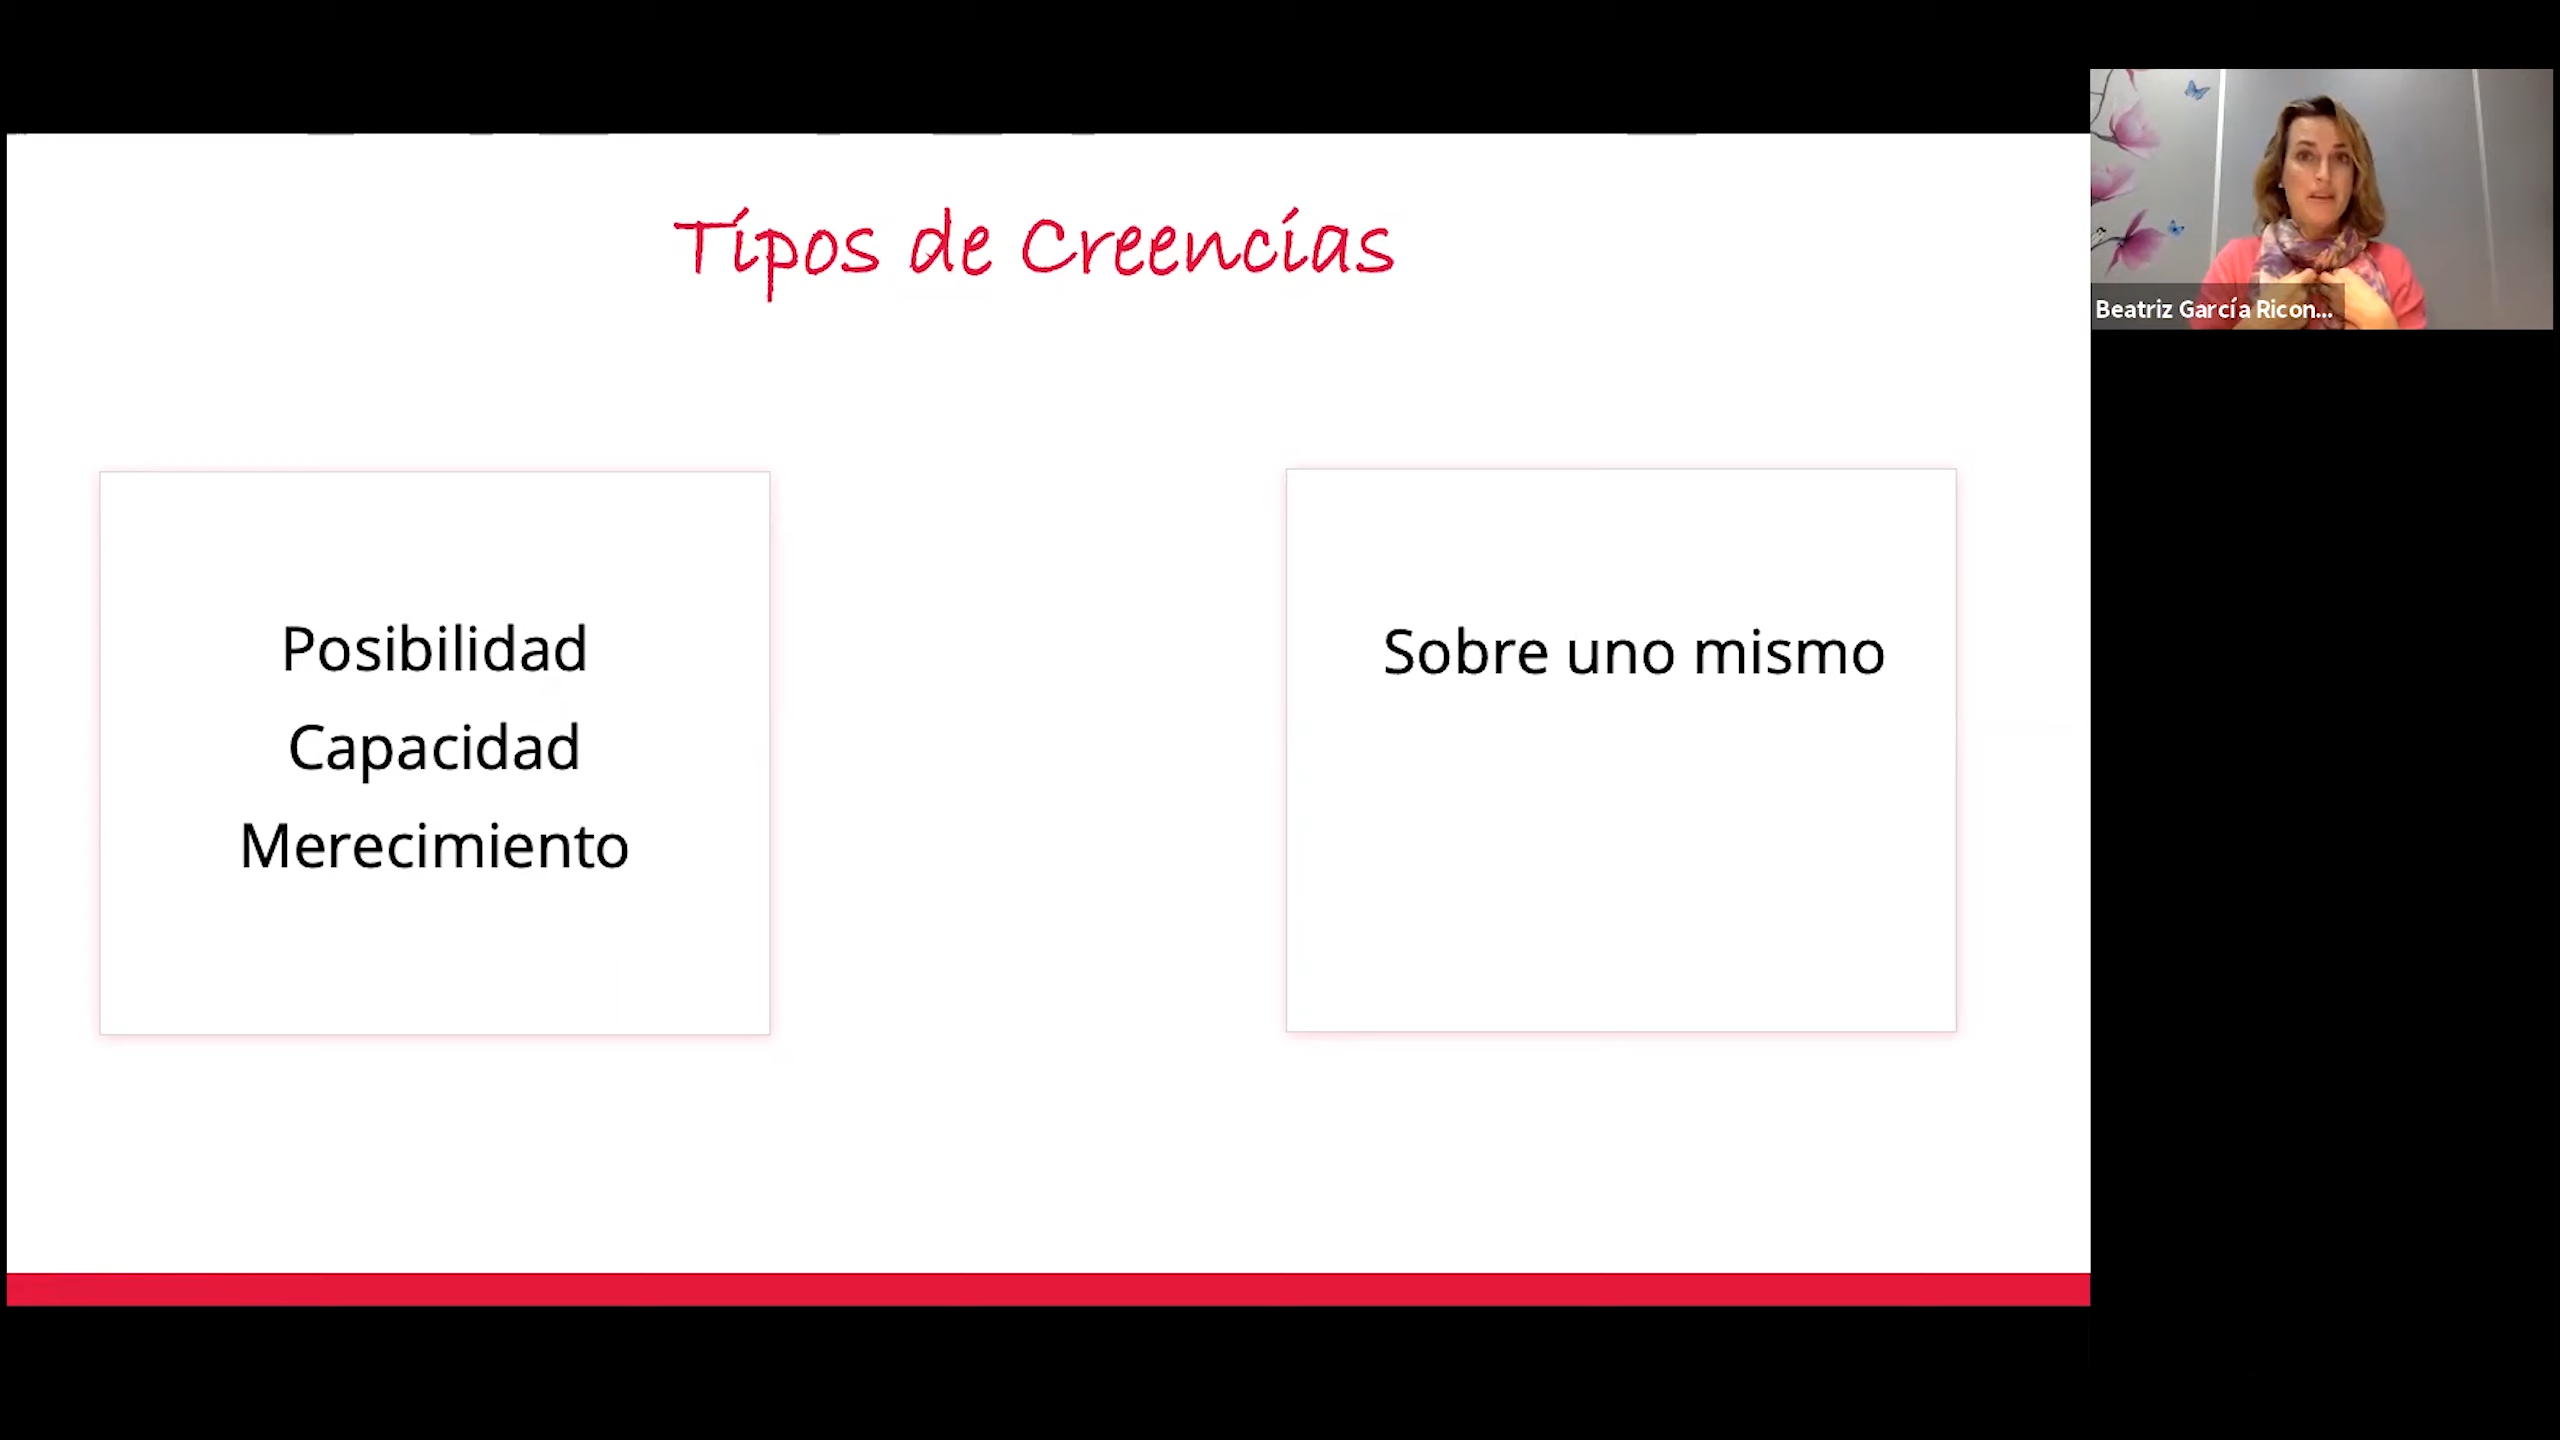 Tipos de Creencias
Posibilidad
Capacidad
Merecimiento
Sobre uno mismo
Beatriz García Ricon...